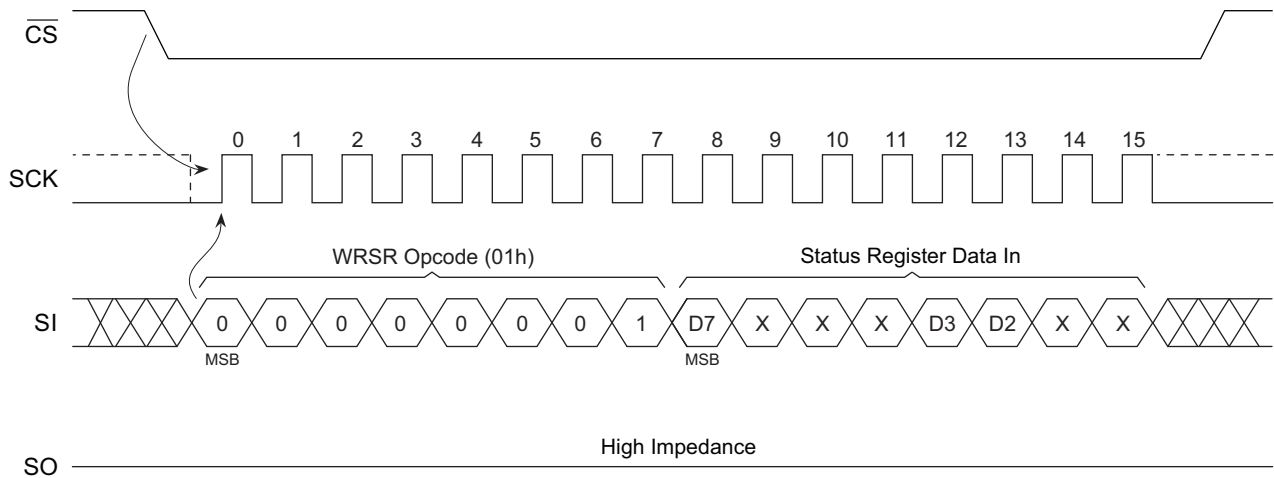 CS
0 1 2 3 4 5 6 7 8 9 10 11 12 13 14 15
SCK
WRSR Opcode (01h) Status Register Data In
SI 0 0 0 0 0 0 0 1 D7 X X X D3 D2 X X
MSB MSB
High Impedance
SO